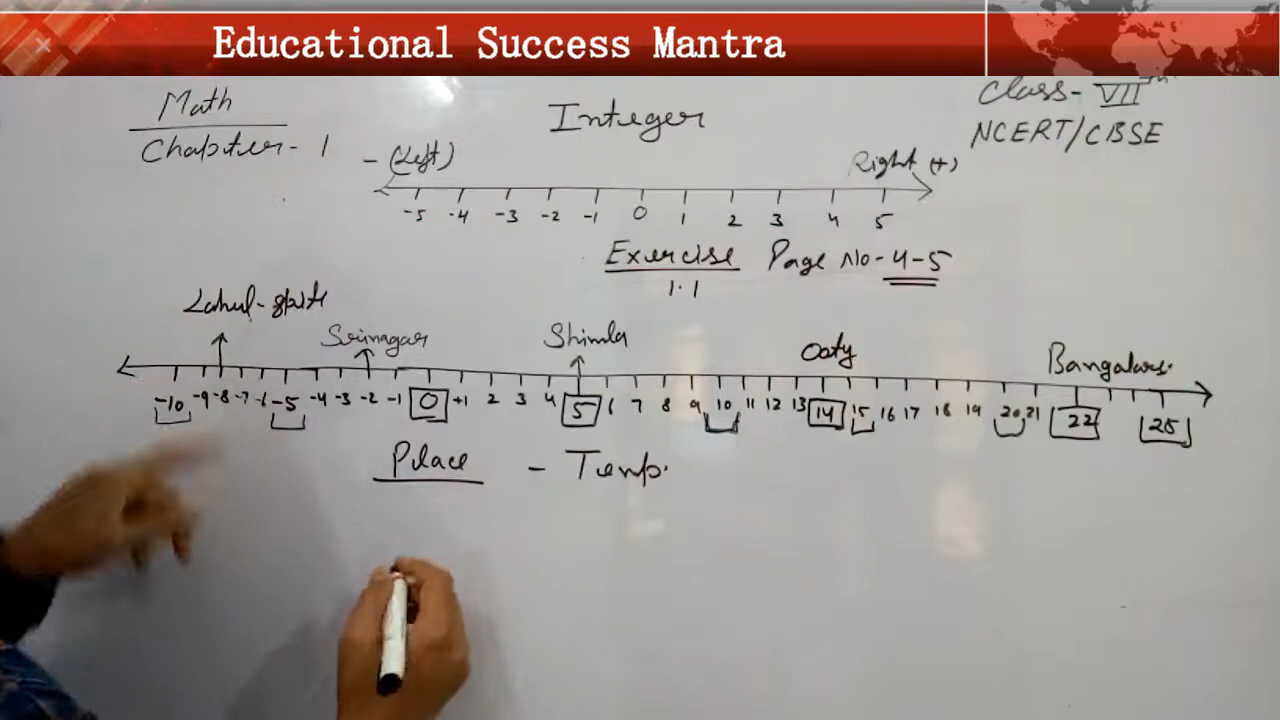 Educational Success Mantra
Math
Chapter - 1
Integer
Class - VII th
NCERT/CBSE
- (Left)
Right (+)
-5 -4 -3 -2 -1 0 1 2 3 4 5
Exercise Page No - 4-5
1.1
Lahul-spite
Srinagar
Shimla
Ooty
Bangalore
-10 -9 -8 -7 -6 -5 -4 -3 -2 -1 0 +1 2 3 4 5 6 7 8 9 10 11 12 13 14 15 16 17 18 19 20 21 22 25
Place - Temp.